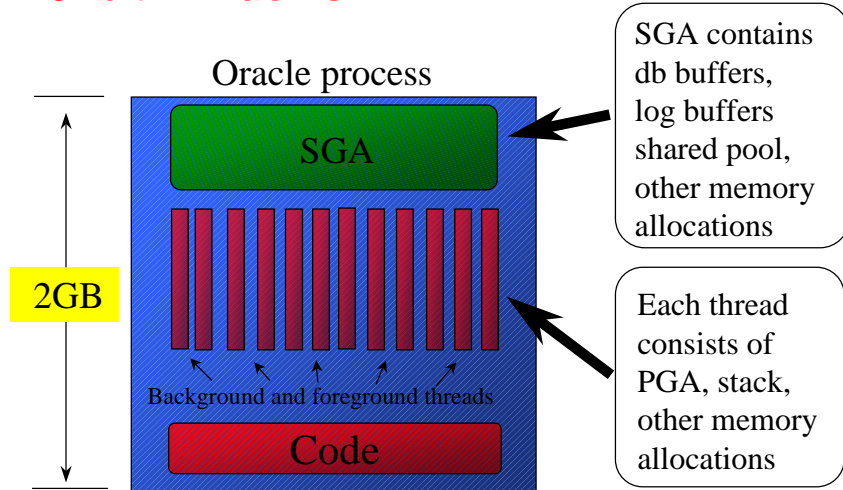 Oracle process
SGA
2GB
Background and foreground threads
Code
SGA contains
db buffers,
log buffers
shared pool,
other memory
allocations
Each thread
consists of
PGA, stack,
other memory
allocations